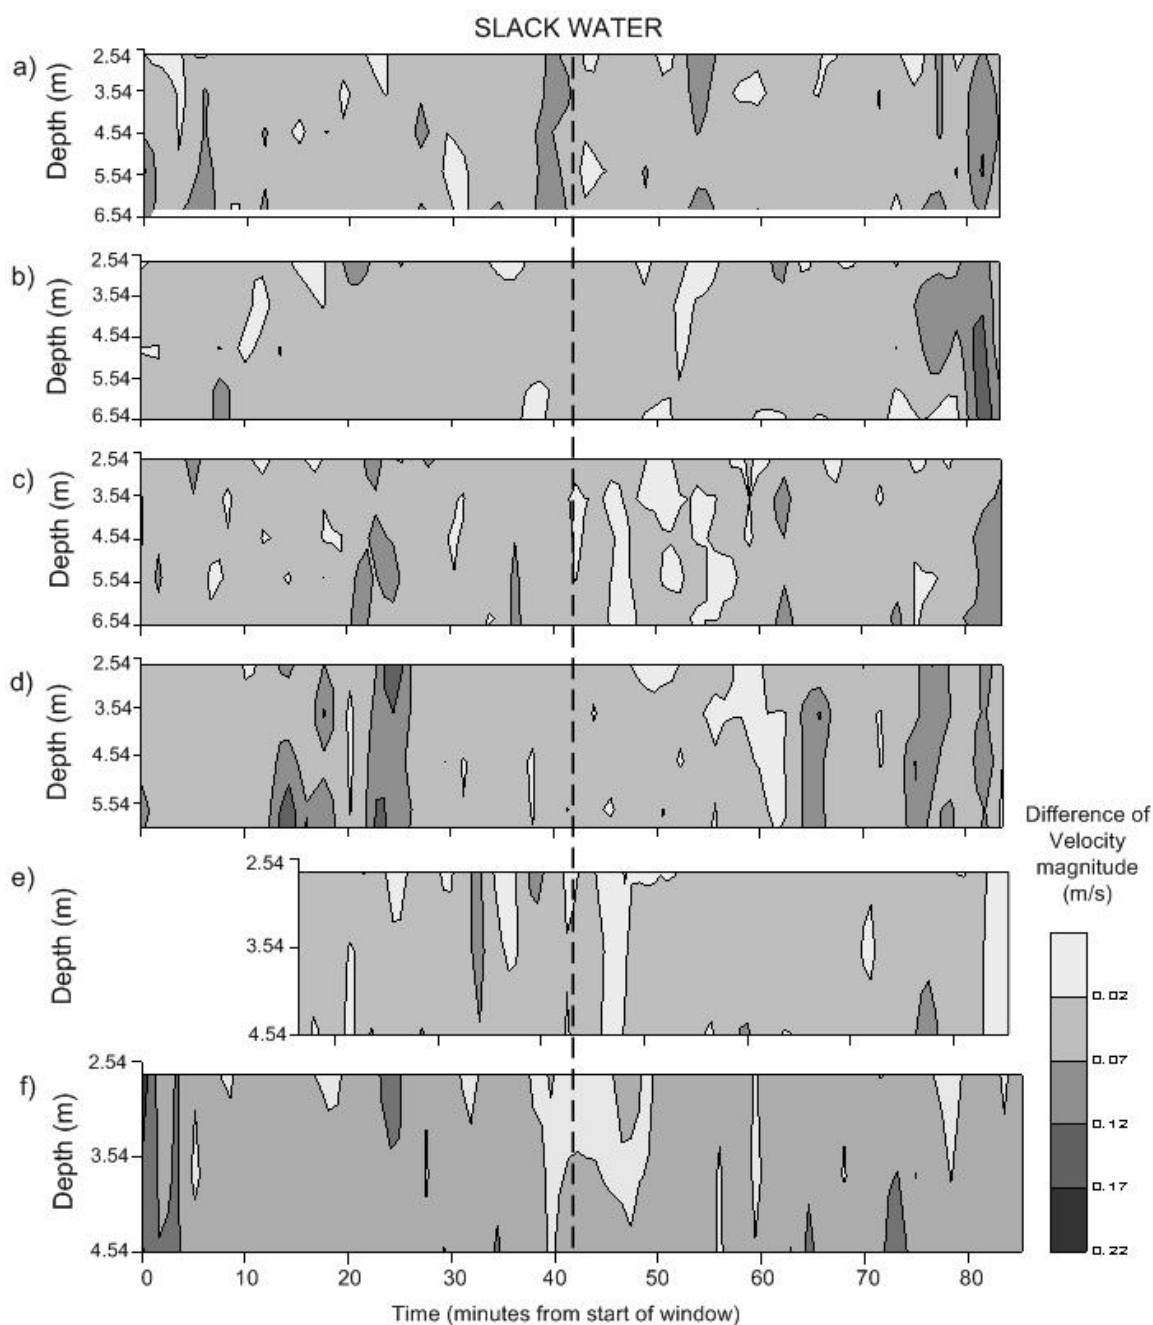 SLACK WATER
a)
Depth (m)
2.54
3.54
4.54
5.54
6.54
b)
Depth (m)
2.54
3.54
4.54
5.54
6.54
c)
Depth (m)
2.54
3.54
4.54
5.54
6.54
d)
Depth (m)
2.54
3.54
4.54
5.54
e)
Depth (m)
2.54
3.54
4.54
f)
Depth (m)
2.54
3.54
4.54
0 10 20 30 40 50 60 70 80
Time (minutes from start of window)
Difference of
Velocity
magnitude
(m/s)
0.02
0.07
0.12
0.17
0.22